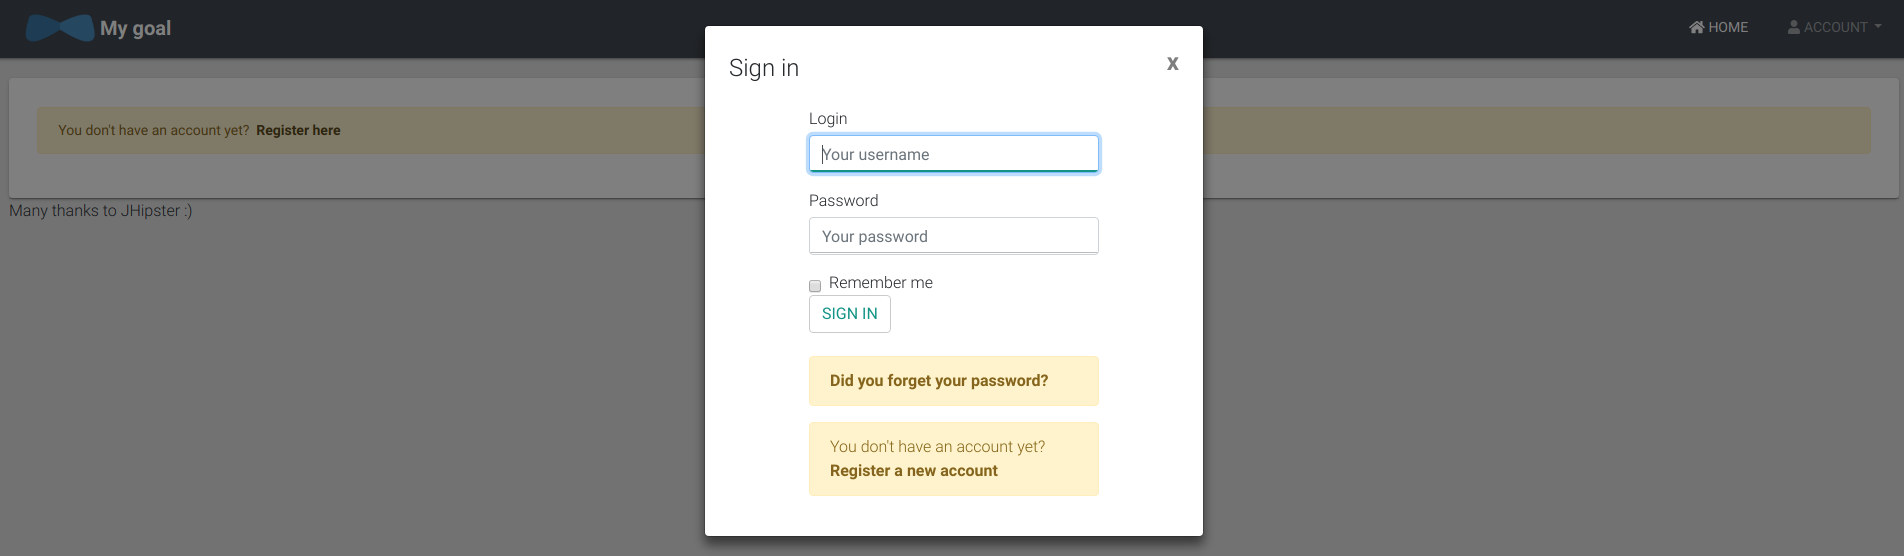 My goal
HOME
ACCOUNT
You don't have an account yet? Register here
Many thanks to JHipster :)
Sign in
x
Login
Your username
Password
Your password
Remember me
SIGN IN
Did you forget your password?
You don't have an account yet?
Register a new account